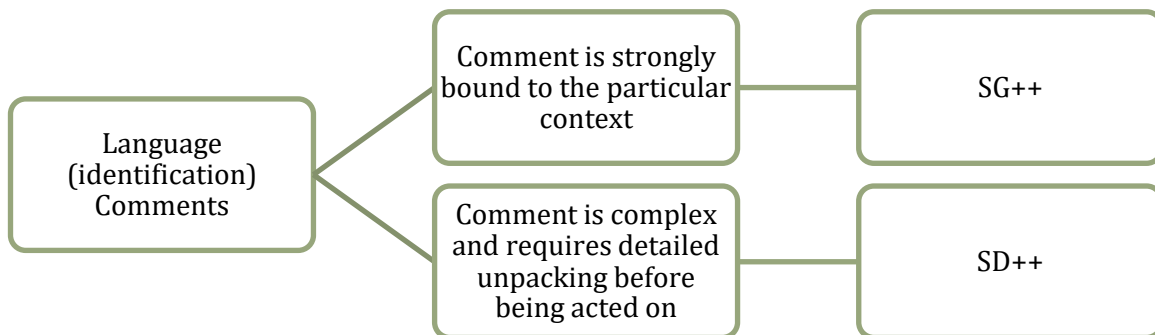 Language
(identification)
Comments
Comment is strongly
bound to the particular
context
SG++
Comment is complex
and requires detailed
unpacking before
being acted on
SD++